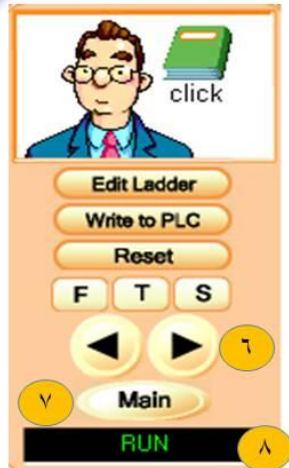 click
Edit Ladder
Write to PLC
Reset
F T S
٦
٧ Main
RUN ٨